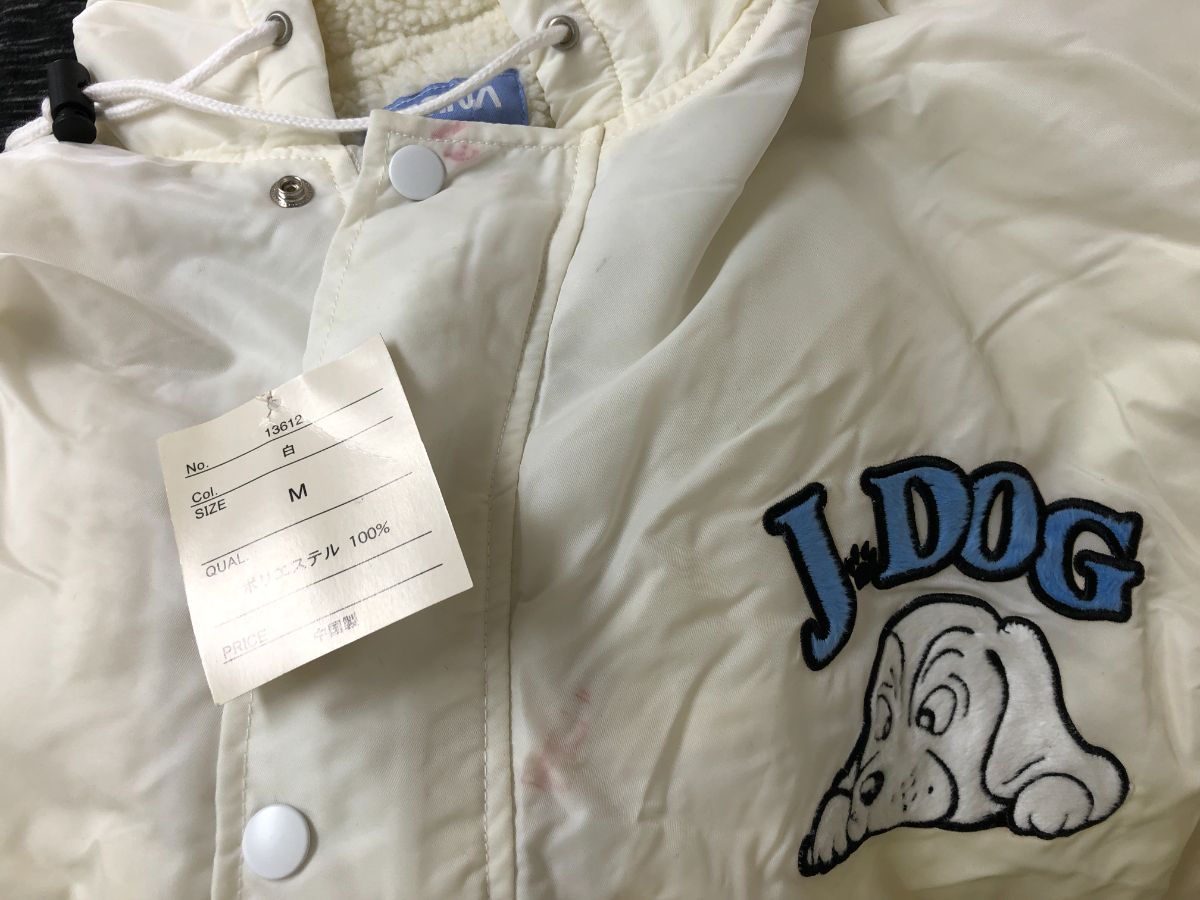 No. 13612
Col. 白
SIZE M
QUAL.
ポリエステル 100%
PRICE 中国製
J.DOG